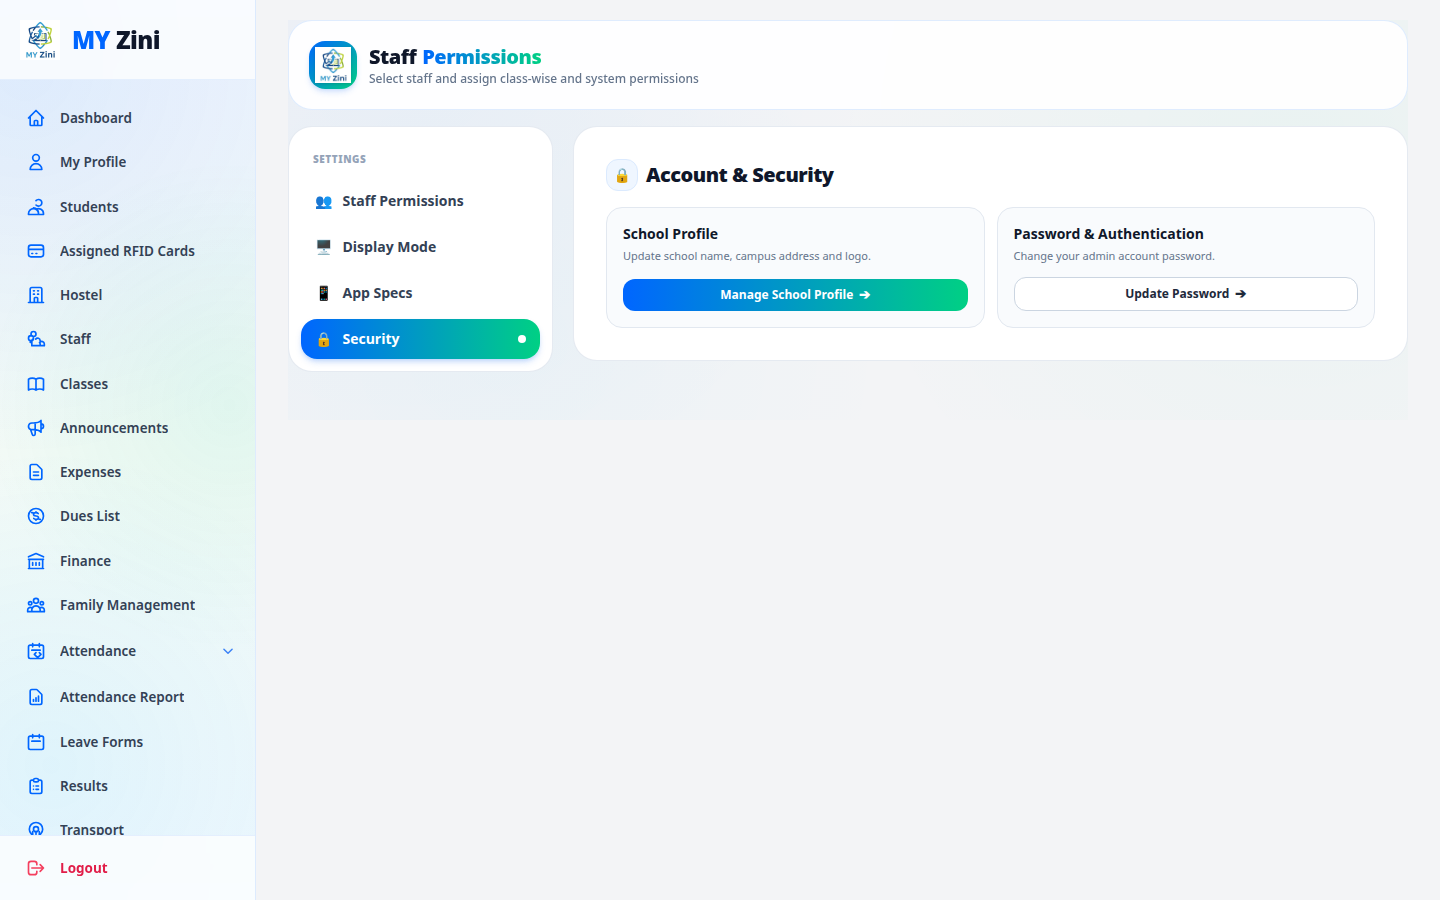 MY Zini
MY Zini
Dashboard
My Profile
Students
Assigned RFID Cards
Hostel
Staff
Classes
Announcements
Expenses
Dues List
Finance
Family Management
Attendance
Attendance Report
Leave Forms
Results
Transport
Logout
MY Zini
Staff Permissions
Select staff and assign class-wise and system permissions
SETTINGS
Staff Permissions
Display Mode
App Specs
Security
Account & Security
School Profile
Update school name, campus address and logo.
Manage School Profile ➔
Password & Authentication
Change your admin account password.
Update Password ➔